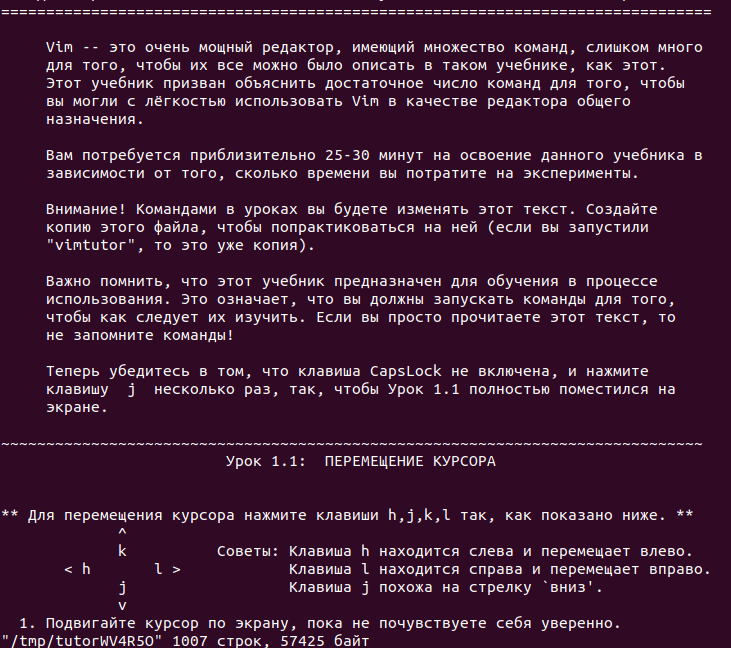 ===============================================================================
Vim -- это очень мощный редактор, имеющий множество команд, слишком много
для того, чтобы их все можно было описать в таком учебнике, как этот.
Этот учебник призван объяснить достаточное число команд для того, чтобы
вы могли с лёгкостью использовать Vim в качестве редактора общего
назначения.
Вам потребуется приблизительно 25-30 минут на освоение данного учебника в
зависимости от того, сколько времени вы потратите на эксперименты.
Внимание! Командами в уроках вы будете изменять этот текст. Создайте
копию этого файла, чтобы попрактиковаться на ней (если вы запустили
"vimtutor", то это уже копия).
Важно помнить, что этот учебник предназначен для обучения в процессе
использования. Это означает, что вы должны запускать команды для того,
чтобы как следует их изучить. Если вы просто прочитаете этот текст, то
не запомните команды!
Теперь убедитесь в том, что клавиша CapsLock не включена, и нажмите
клавишу  j  несколько раз, так, чтобы Урок 1.1 полностью поместился на
экране.
~~~~~~~~~~~~~~~~~~~~~~~~~~~~~~~~~~~~~~~~~~~~~~~~~~~~~~~~~~~~~~~~~~~~~~~~~~~~~~
Урок 1.1:  ПЕРЕМЕЩЕНИЕ КУРСОРА
** Для перемещения курсора нажмите клавиши h,j,k,l так, как показано ниже. **
^
k          Советы: Клавиша h находится слева и перемещает влево.
< h       l >            Клавиша l находится справа и перемещает вправо.
j                  Клавиша j похожа на стрелку `вниз'.
v
1. Подвигайте курсор по экрану, пока не почувствуете себя уверенно.
"/tmp/tutorWV4R5O" 1007 строк, 57425 байт